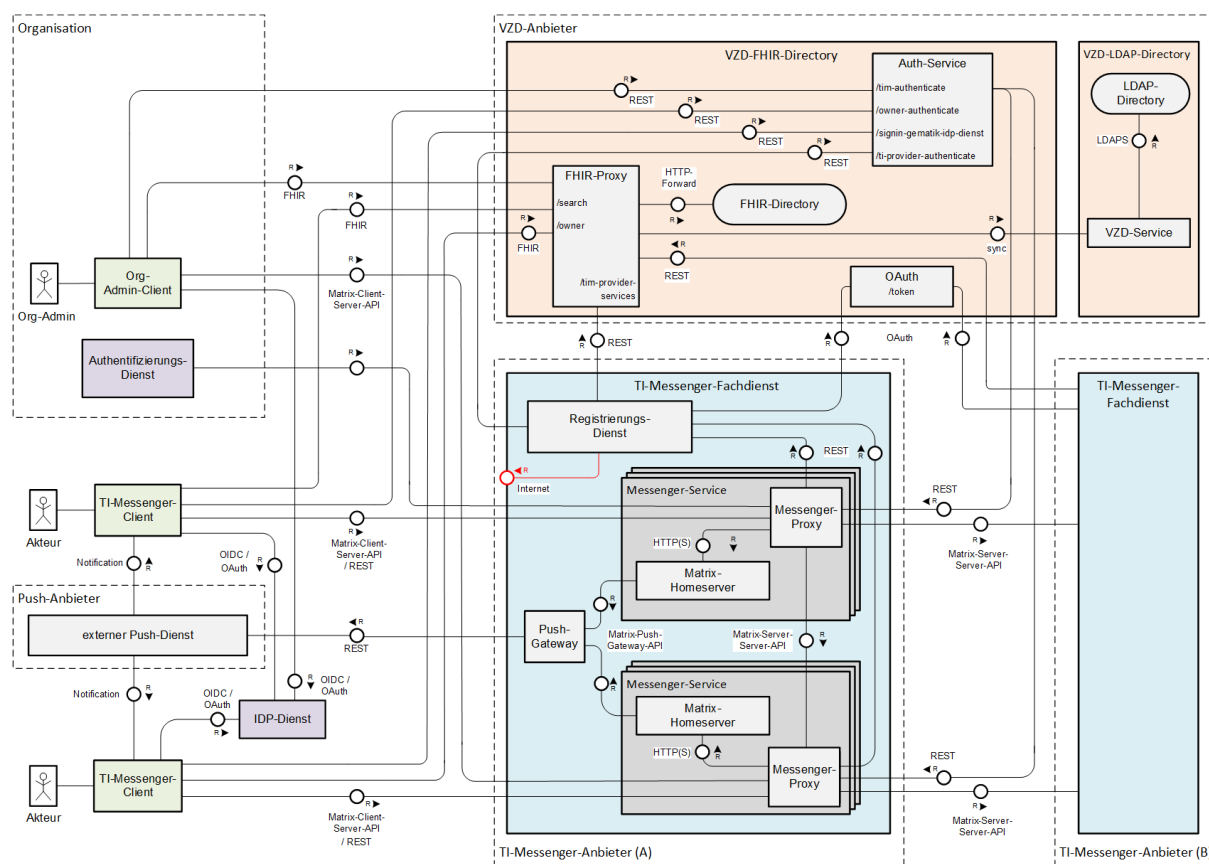 Organisation
VZD-Anbieter
VZD-FHIR-Directory
VZD-LDAP-Directory
Auth-Service
/tim-authenticate
/owner-authenticate
/signin-gematik-idp-dienst
/ti-provider-authenticate
R
REST
R
REST
R
REST
R
REST
LDAP-
Directory
LDAPS
R
R
FHIR
R
FHIR
R
FHIR
FHIR-Proxy
/search
/owner
/tim-provider-
services
HTTP-
Forward
R
FHIR-Directory
R
sync
VZD-Service
R
REST
OAuth
/token
Org-
Admin-Client
Org-Admin
R
Matrix-Client-
Server-API
R
REST
R
OAuth
R
Authentifizierungs-
Dienst
R
TI-Messenger-Fachdienst
TI-Messenger-
Fachdienst
Registrierungs-
Dienst
R
Internet
R
REST
R
Messenger-Service
Messenger-
Proxy
HTTP(S)
R
Matrix-
Homeserver
R
REST
R
Matrix-Server-
Server-API
TI-Messenger-
Client
Akteur
R
Matrix-Client-
Server-API
/ REST
Notification
R
OIDC /
OAuth
R
Push-Anbieter
externer Push-Dienst
R
REST
Push-
Gateway
R
Matrix-Push-
Gateway-API
R
Matrix-Server-
Server-API
R
Notification
R
OIDC /
OAuth
R
OIDC /
OAuth
R
IDP-Dienst
Messenger-Service
Matrix-
Homeserver
HTTP(S)
R
Messenger-
Proxy
R
REST
R
Matrix-Server-
Server-API
TI-Messenger-
Client
Akteur
R
Matrix-Client-
Server-API
/ REST
TI-Messenger-Anbieter (A)
TI-Messenger-Anbieter (B